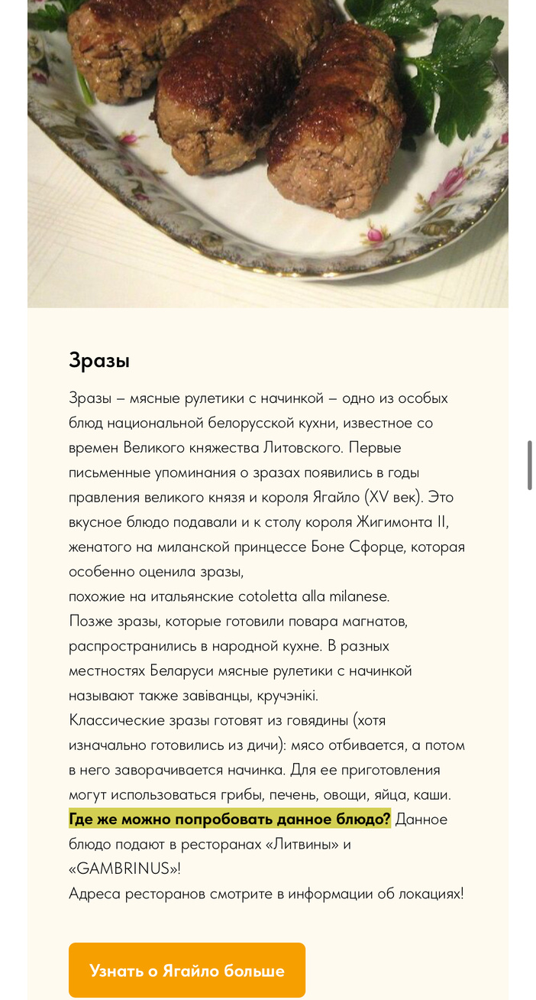 Зразы
Зразы – мясные рулетики с начинкой – одно из особых
блюд национальной белорусской кухни, известное со
времен Великого княжества Литовского. Первые
письменные упоминания о зразах появились в годы
правления великого князя и короля Ягайло (XV век). Это
вкусное блюдо подавали и к столу короля Жигимонта II,
женатого на миланской принцессе Боне Сфорце, которая
особенно оценила зразы,
похожие на итальянские cotoletta alla milanese.
Позже зразы, которые готовили повара магнатов,
распространились в народной кухне. В разных
местностях Беларуси мясные рулетики с начинкой
называют также завіванцы, кручэнікі.
Классические зразы готовят из говядины (хотя
изначально готовились из дичи): мясо отбивается, а потом
в него заворачивается начинка. Для ее приготовления
могут использоваться грибы, печень, овощи, яйца, каши.
Где же можно попробовать данное блюдо? Данное
блюдо подают в ресторанах «Литвины» и
«GAMBRINUS»!
Адреса ресторанов смотрите в информации об локациях!
Узнать о Ягайло больше